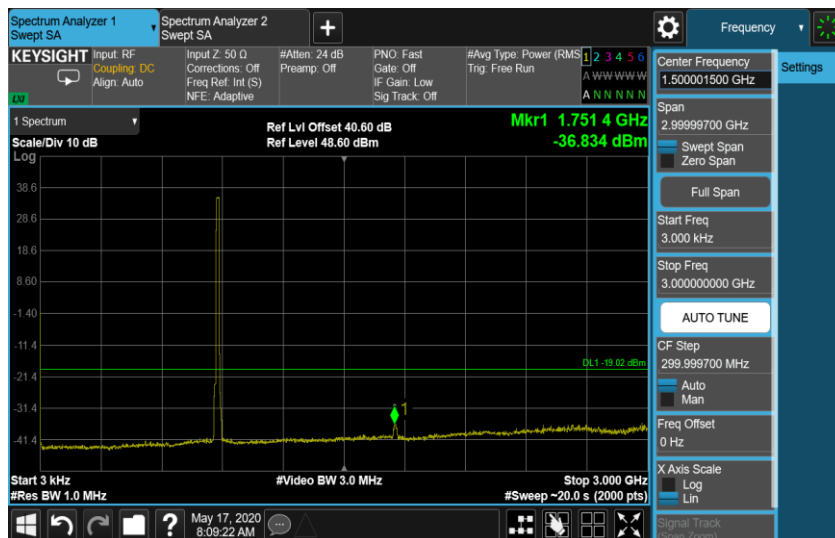 Spectrum Analyzer 1
Swept SA
Spectrum Analyzer 2
Swept SA
+
Frequency
KEYSIGHT
LXI
Input: RF
Coupling: DC
Align: Auto
Input Z: 50 Ω
Corrections: Off
Freq Ref: Int (S)
NFE: Adaptive
#Atten: 24 dB
Preamp: Off
PNO: Fast
Gate: Off
IF Gain: Low
Sig Track: Off
#Avg Type: Power (RMS
Trig: Free Run
1 2 3 4 5 6
A W W W W W
A N N N N N
1 Spectrum
Scale/Div 10 dB
Log
Ref Lvl Offset 40.60 dB
Ref Level 48.60 dBm
Mkr1 1.751 4 GHz
-36.834 dBm
38.6
28.6
18.6
8.60
-1.40
-11.4
-21.4
-31.4
-41.4
DL1 -19.02 dBm
1
Start 3 kHz
#Res BW 1.0 MHz
#Video BW 3.0 MHz
Stop 3.000 GHz
#Sweep ~20.0 s (2000 pts)
May 17, 2020
8:09:22 AM
?
Center Frequency
1.500001500 GHz
Settings
Span
2.99999700 GHz
Swept Span
Zero Span
Full Span
Start Freq
3.000 kHz
Stop Freq
3.000000000 GHz
AUTO TUNE
CF Step
299.999700 MHz
Auto
Man
Freq Offset
0 Hz
X Axis Scale
Log
Lin
Signal Track
(Span Zoom)